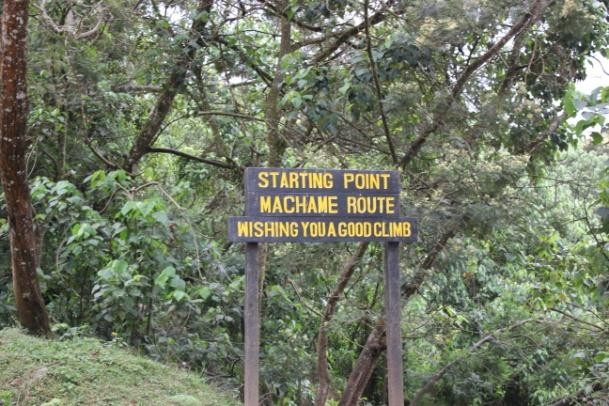 STARTING POINT
MACHAME ROUTE
WISHING YOU A GOOD CLIMB